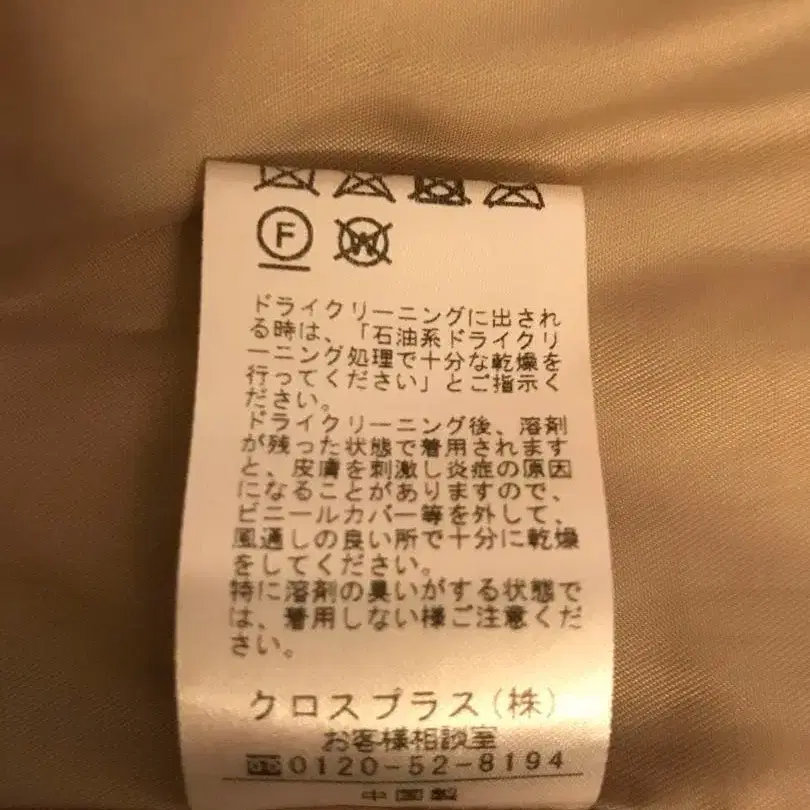 F
W
ドライクリーニングに出され
る時は、「石油系ドライクリ
ーニング処理で十分な乾燥を
行ってください」とご指示く
ださい。
ドライクリーニング後、溶剤
が残った状態で着用されます
と、皮膚を刺激し炎症の原因
になることがありますので、
ビニールカバー等を外して、
風通しの良い所で十分に乾燥
をしてください。
特に溶剤の臭いがする状態で
は、着用しない様ご注意くだ
さい。
クロスプラス(株)
お客様相談室
0120-52-8194
中国製